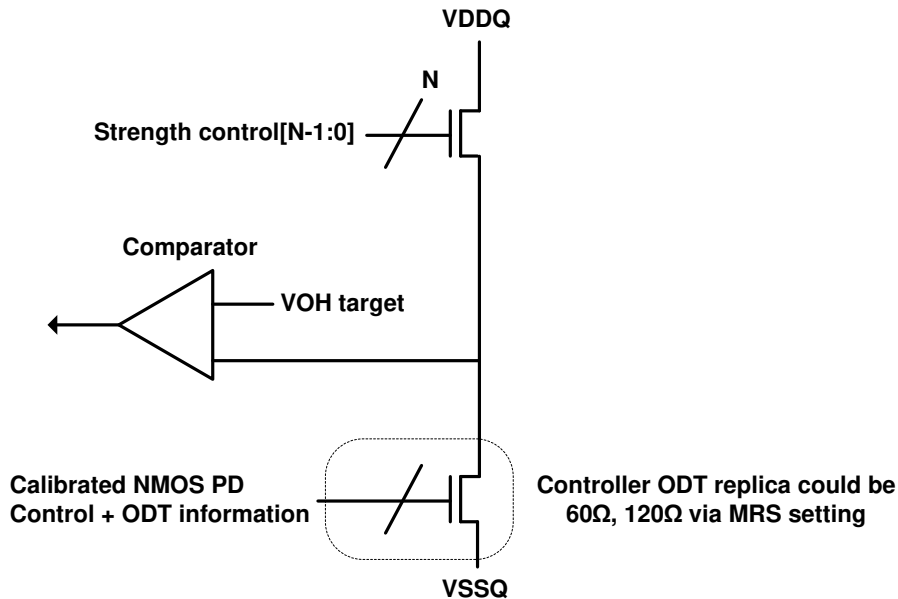 VDDQ
N
Strength control[N-1:0]
Comparator
VOH target
Calibrated NMOS PD
Control + ODT information
Controller ODT replica could be
60Ω, 120Ω via MRS setting
VSSQ